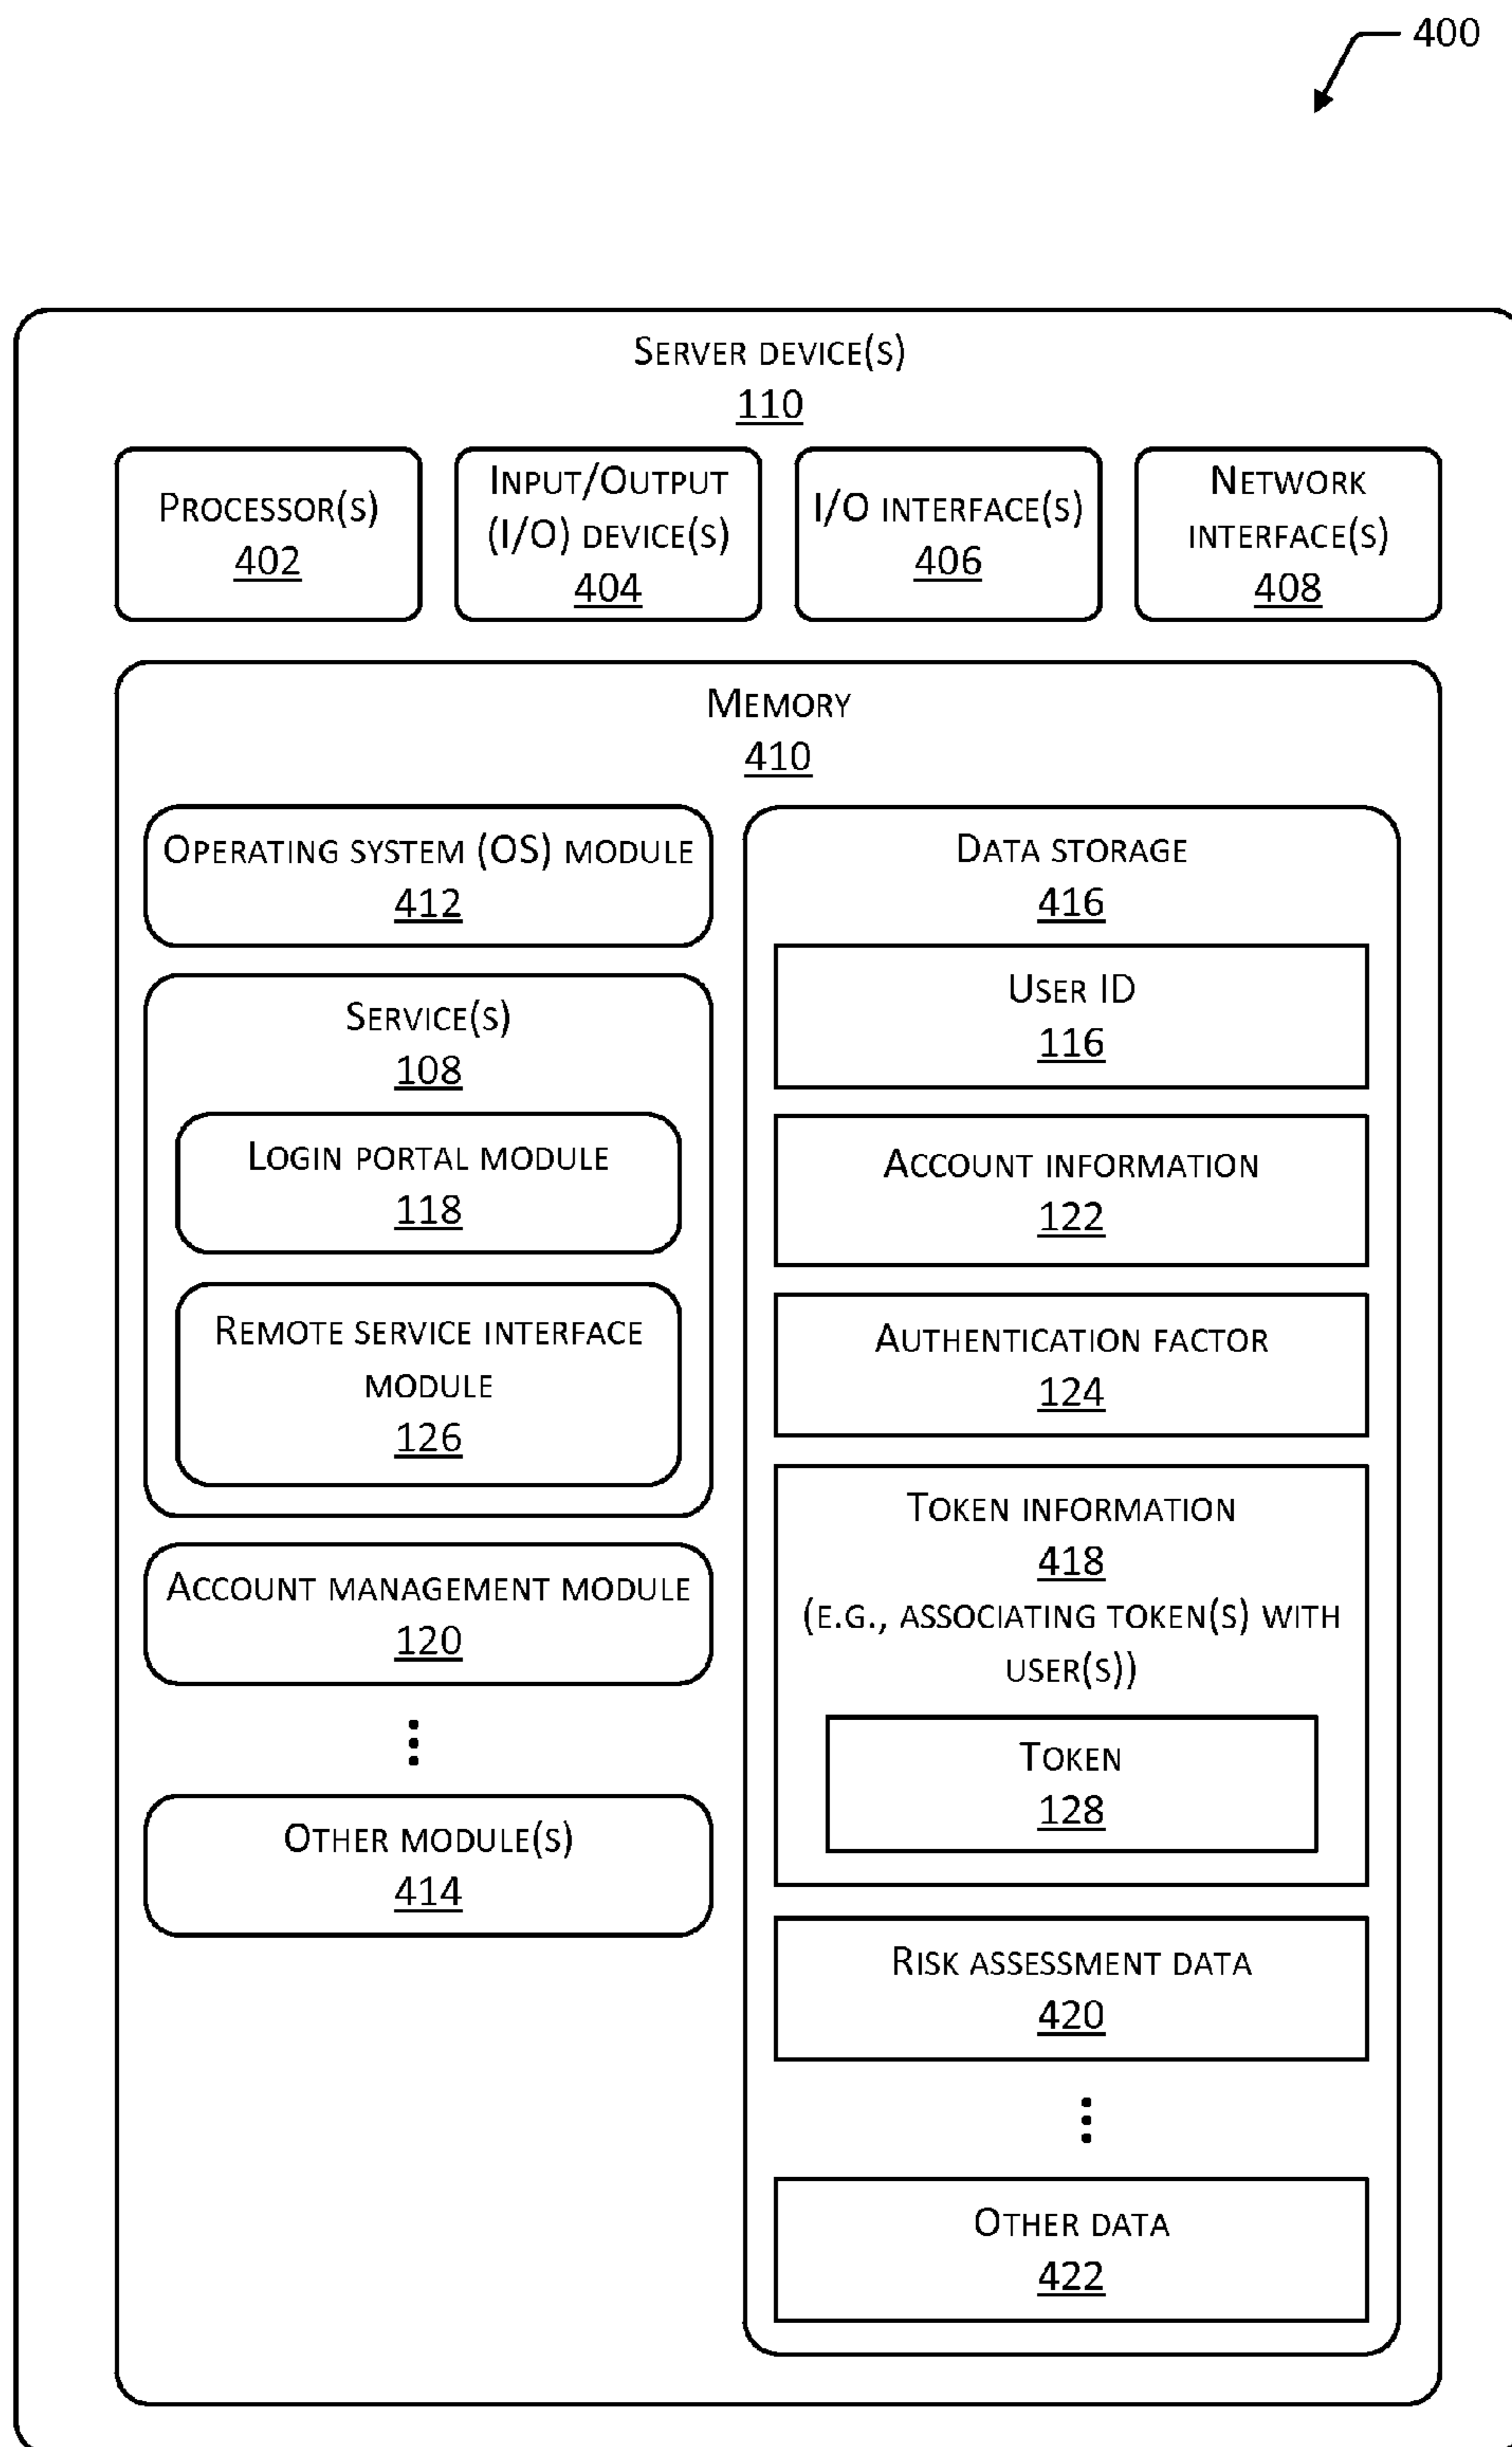 400
SERVER DEVICE(S)
110
PROCESSOR(S)
402
INPUT/OUTPUT
(I/O) DEVICE(S)
404
I/O INTERFACE(S)
406
NETWORK
INTERFACE(S)
408
MEMORY
410
OPERATING SYSTEM (OS) MODULE
412
SERVICE(S)
108
LOGIN PORTAL MODULE
118
REMOTE SERVICE INTERFACE
MODULE
126
ACCOUNT MANAGEMENT MODULE
120
OTHER MODULE(S)
414
DATA STORAGE
416
USER ID
116
ACCOUNT INFORMATION
122
AUTHENTICATION FACTOR
124
TOKEN INFORMATION
418
(E.G., ASSOCIATING TOKEN(S) WITH
USER(S))
TOKEN
128
RISK ASSESSMENT DATA
420
OTHER DATA
422